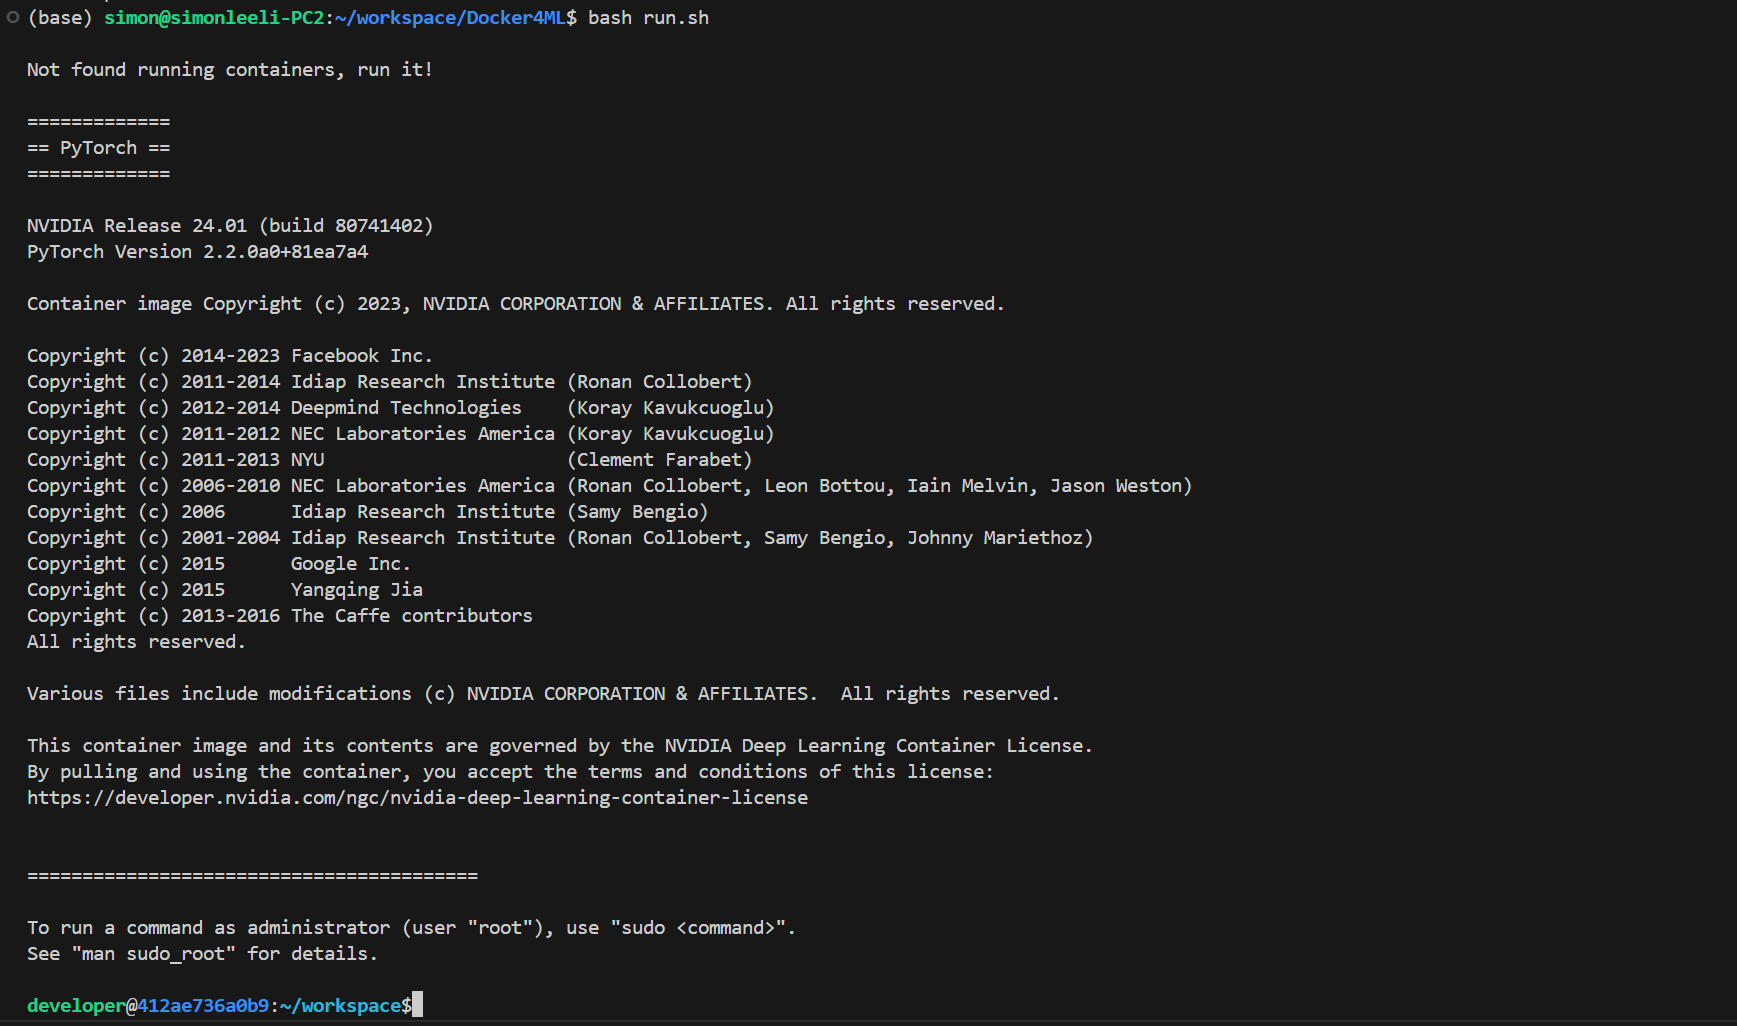 (base) simon@simonleeli-PC2:~/workspace/Docker4ML$ bash run.sh
Not found running containers, run it!
=============
== PyTorch ==
=============
NVIDIA Release 24.01 (build 80741402)
PyTorch Version 2.2.0a0+81ea7a4
Container image Copyright (c) 2023, NVIDIA CORPORATION & AFFILIATES. All rights reserved.
Copyright (c) 2014-2023 Facebook Inc.
Copyright (c) 2011-2014 Idiap Research Institute (Ronan Collobert)
Copyright (c) 2012-2014 Deepmind Technologies    (Koray Kavukcuoglu)
Copyright (c) 2011-2012 NEC Laboratories America (Koray Kavukcuoglu)
Copyright (c) 2011-2013 NYU                      (Clement Farabet)
Copyright (c) 2006-2010 NEC Laboratories America (Ronan Collobert, Leon Bottou, Iain Melvin, Jason Weston)
Copyright (c) 2006      Idiap Research Institute (Samy Bengio)
Copyright (c) 2001-2004 Idiap Research Institute (Ronan Collobert, Samy Bengio, Johnny Mariethoz)
Copyright (c) 2015      Google Inc.
Copyright (c) 2015      Yangqing Jia
Copyright (c) 2013-2016 The Caffe contributors
All rights reserved.
Various files include modifications (c) NVIDIA CORPORATION & AFFILIATES.  All rights reserved.
This container image and its contents are governed by the NVIDIA Deep Learning Container License.
By pulling and using the container, you accept the terms and conditions of this license:
https://developer.nvidia.com/ngc/nvidia-deep-learning-container-license
=========================================
To run a command as administrator (user "root"), use "sudo <command>".
See "man sudo_root" for details.
developer@412ae736a0b9:~/workspace$